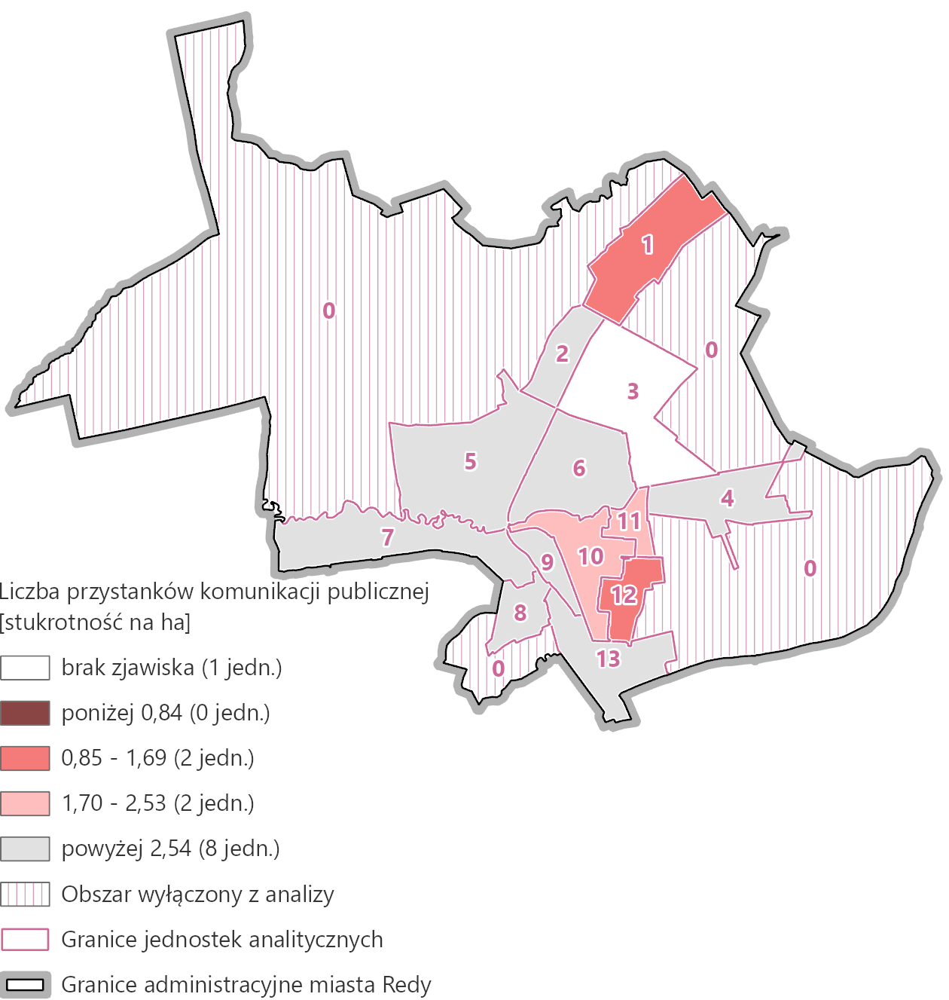 1
0
2
0
3
5
6
4
11
7
10
9
0
12
8
13
0
Liczba przystanków komunikacji publicznej
[stukrotność na ha]
brak zjawiska (1 jedn.)
poniżej 0,84 (0 jedn.)
0,85 - 1,69 (2 jedn.)
1,70 - 2,53 (2 jedn.)
powyżej 2,54 (8 jedn.)
Obszar wyłączony z analizy
Granice jednostek analitycznych
Granice administracyjne miasta Redy